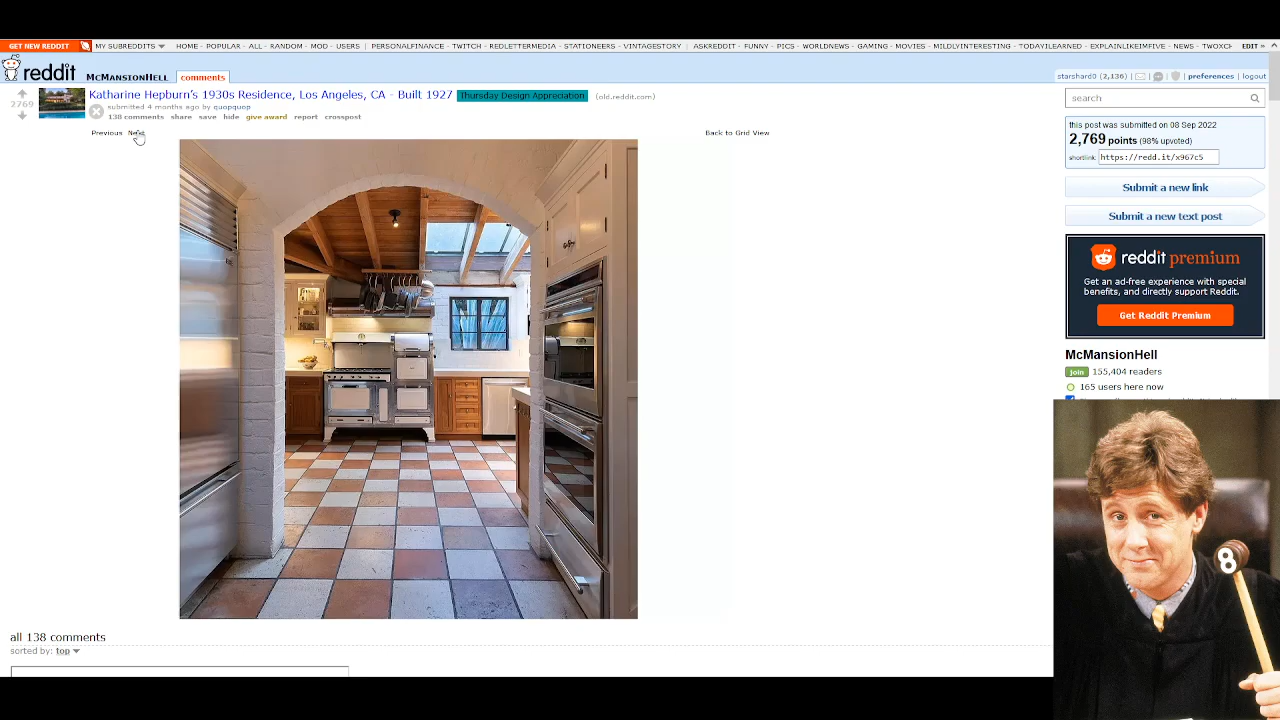 GET NEW REDDIT MY SUBREDDITS HOME - POPULAR - ALL - RANDOM - MOD - USERS | PERSONALFINANCE - TWITCH - REDLETTERMEDIA - STATIONEERS - VINTAGESTORY | ASKREDDIT - FUNNY - PICS - WORLDNEWS - GAMING - MOVIES - MILDLYINTERESTING - TODAYILEARNED - EXPLAINLIKEIMFIVE - NEWS - TWOXCH EDIT »
reddit MCMANSIONHELL comments
starshard0 (2,136) | preferences | logout
2769
Katharine Hepburn's 1930s Residence, Los Angeles, CA - Built 1927 Thursday Design Appreciation (old.reddit.com)
submitted 4 months ago by quopquop
138 comments share save hide give award report crosspost
Previous Next Back to Grid View
search
this post was submitted on 08 Sep 2022
2,769 points (98% upvoted)
shortlink: https://redd.it/x967c5
Submit a new link
Submit a new text post
reddit premium
Get an ad-free experience with special
benefits, and directly support Reddit.
Get Reddit Premium
McMansionHell
join 155,404 readers
165 users here now
8
all 138 comments
sorted by: top